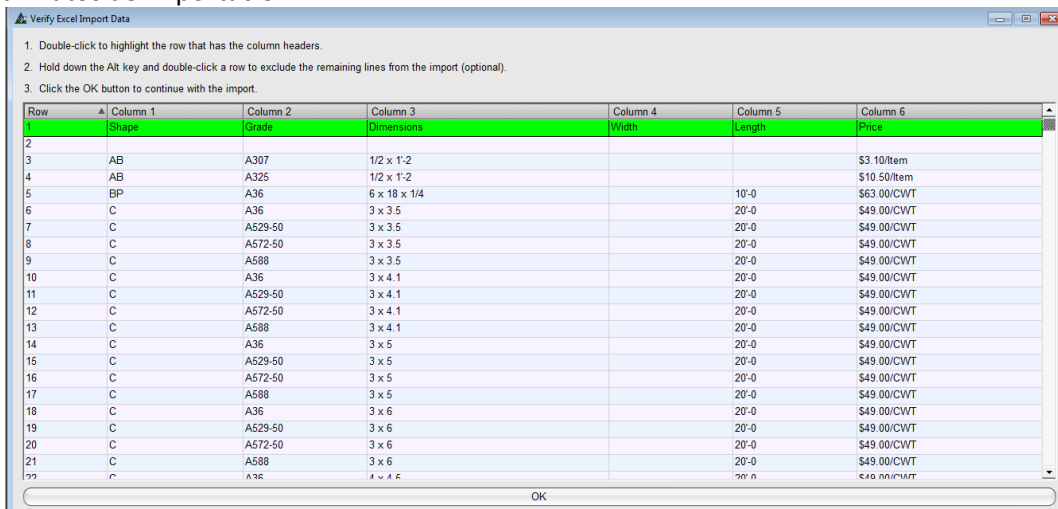 Verify Excel Import Data
1. Double-click to highlight the row that has the column headers.
2. Hold down the Alt key and double-click a row to exclude the remaining lines from the import (optional).
3. Click the OK button to continue with the import.
Row Column 1 Column 2 Column 3 Column 4 Column 5 Column 6
1 Shape Grade Dimensions Width Length Price
2
3 AB A307 1/2 x 1'-2 $3.10/Item
4 AB A325 1/2 x 1'-2 $10.50/Item
5 BP A36 6 x 18 x 1/4 10'-0 $63.00/CWT
6 C A36 3 x 3.5 20'-0 $49.00/CWT
7 C A529-50 3 x 3.5 20'-0 $49.00/CWT
8 C A572-50 3 x 3.5 20'-0 $49.00/CWT
9 C A588 3 x 3.5 20'-0 $49.00/CWT
10 C A36 3 x 4.1 20'-0 $49.00/CWT
11 C A529-50 3 x 4.1 20'-0 $49.00/CWT
12 C A572-50 3 x 4.1 20'-0 $49.00/CWT
13 C A588 3 x 4.1 20'-0 $49.00/CWT
14 C A36 3 x 5 20'-0 $49.00/CWT
15 C A529-50 3 x 5 20'-0 $49.00/CWT
16 C A572-50 3 x 5 20'-0 $49.00/CWT
17 C A588 3 x 5 20'-0 $49.00/CWT
18 C A36 3 x 6 20'-0 $49.00/CWT
19 C A529-50 3 x 6 20'-0 $49.00/CWT
20 C A572-50 3 x 6 20'-0 $49.00/CWT
21 C A588 3 x 6 20'-0 $49.00/CWT
22 C A36 4 x 4.5 20'-0 $49.00/CWT
OK